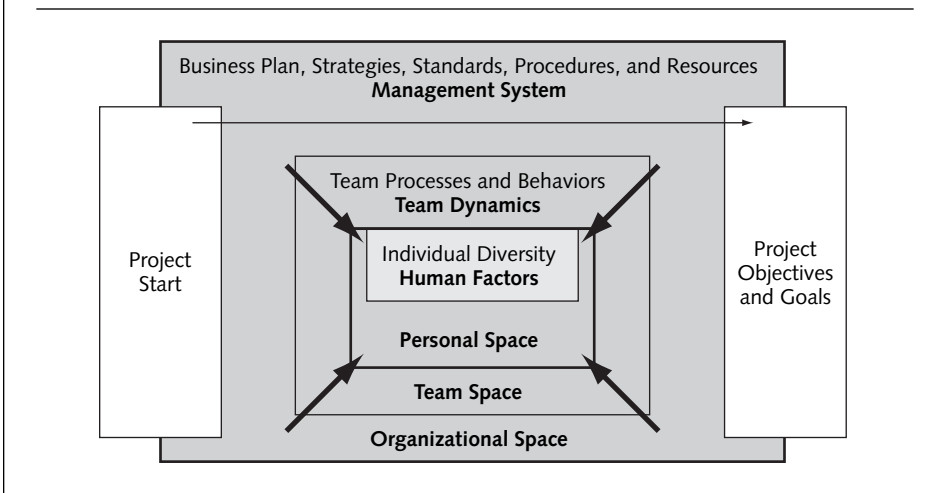 Business Plan, Strategies, Standards, Procedures, and Resources
Management System
Team Processes and Behaviors
Team Dynamics
Individual Diversity
Human Factors
Project
Start
Project
Objectives
and Goals
Personal Space
Team Space
Organizational Space